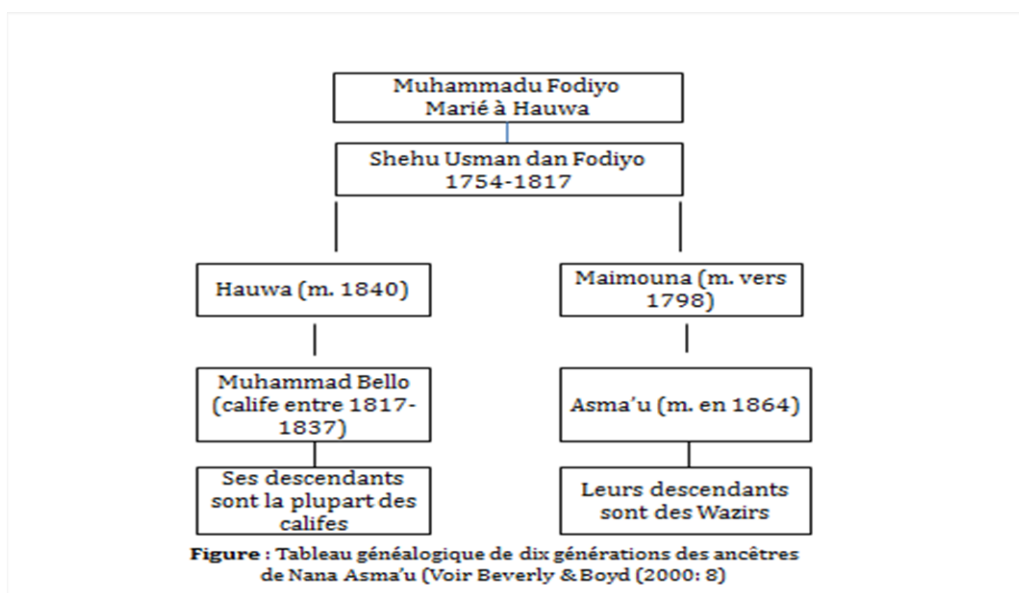 Muhammadu Fodiyo
Marié à Hauwa
Shehu Usman dan Fodiyo
1754-1817
Hauwa (m. 1840)
Maimouna (m. vers
1798)
Muhammad Bello
(calife entre 1817-
1837)
Asma’u (m. en 1864)
Ses descendants
sont la plupart des
califes
Leurs descendants
sont des Wazirs
Figure : Tableau généalogique de dix générations des ancêtres
de Nana Asma’u (Voir Beverly & Boyd (2000: 8)